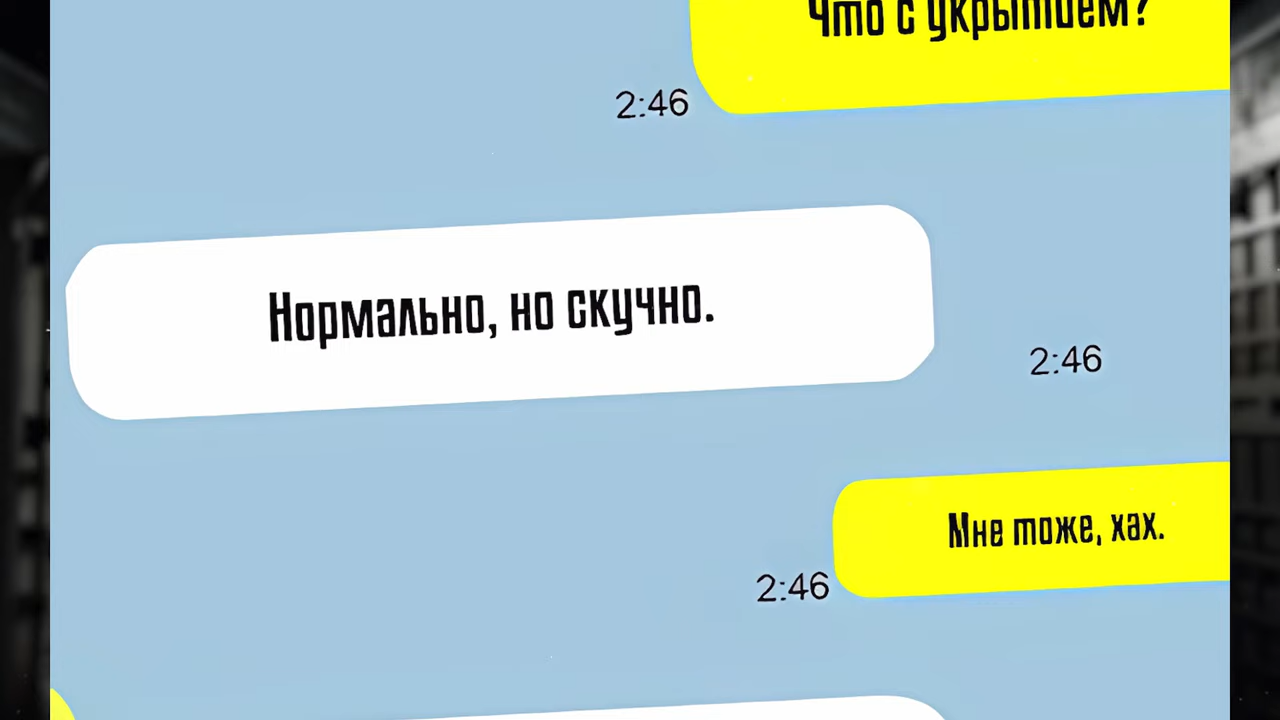 Что с укрытием?
2:46
Нормально, но скучно.
2:46
Мне тоже, хах.
2:46